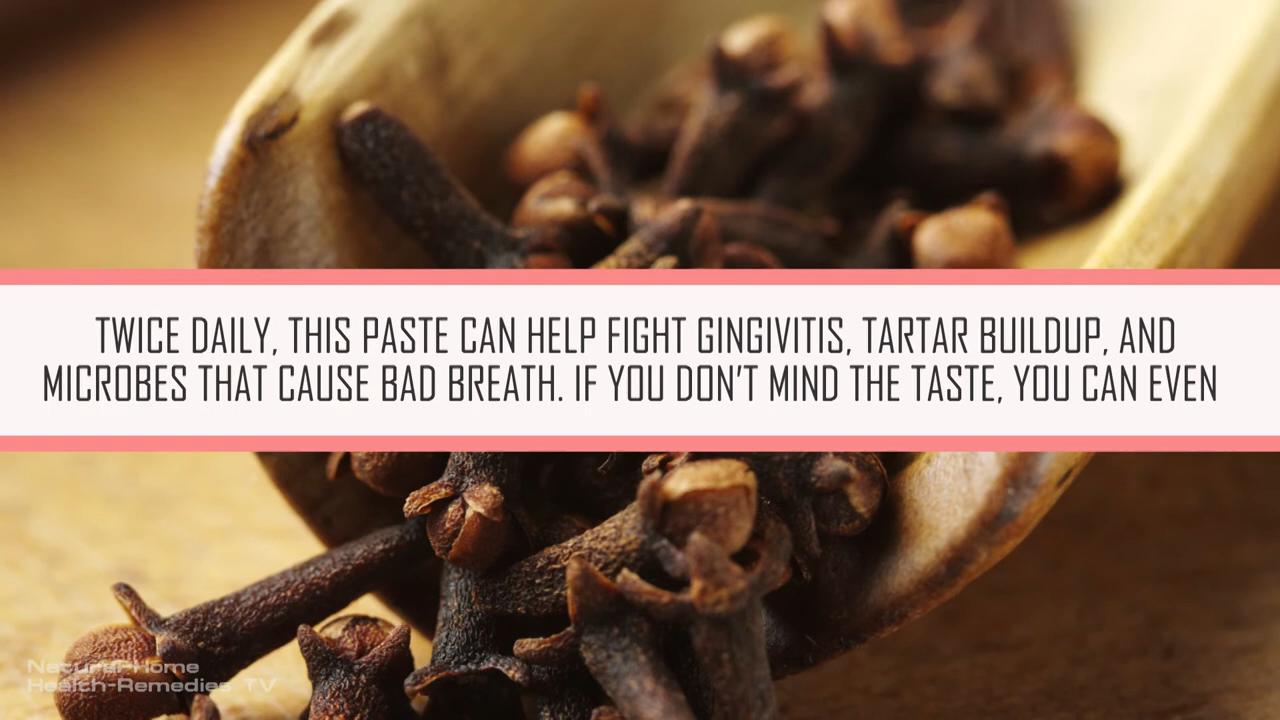 TWICE DAILY, THIS PASTE CAN HELP FIGHT GINGIVITIS, TARTAR BUILDUP, AND
MICROBES THAT CAUSE BAD BREATH. IF YOU DON'T MIND THE TASTE, YOU CAN EVEN
Natural-Home
Health-Remedies TV